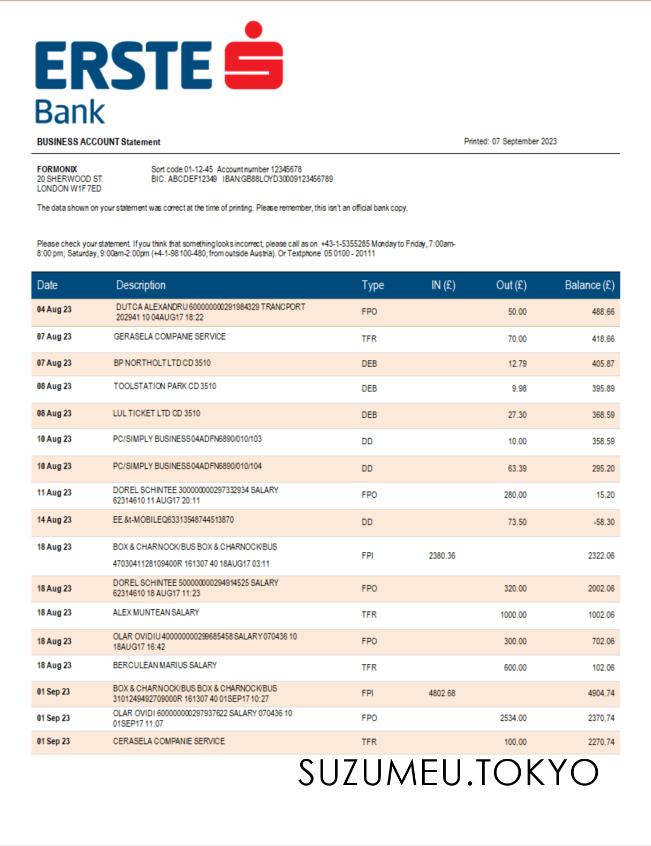 ERSTE
Bank
BUSINESS ACCOUNT Statement
Printed: 07 September 2023
FORMONIX
Sort code 01-12-45 Account number 12345678
20 SHERWOOD ST.
BIC. ABCDEF12349 IBAN:GB88LOYD30009123456789
LONDON W1F 7ED
The data shown on your statement was correct at the time of printing. Please remember, this isn't an official bank copy.
Please check your statement. If you think that something looks incorrect, please call as on +43-1-5355285 Monday to Friday, 7:00am-
8:00 pm; Saturday, 9:00am-2:00pm (+4-1-98100-480, from outside Austria). Or Textphone 05 0100 - 20111
Date Description Type IN (£) Out (£) Balance (£)
04 Aug 23 DUTCA ALEXANDRU 600000000291984329 TRANCPORT
202941 10 04AUG17 18:22 FPO 50.00 488.66
07 Aug 23 GERASELA COMPANIE SERVICE TFR 70.00 418.66
07 Aug 23 BP NORTHOLT LTD CD 3510 DEB 12.79 405.87
08 Aug 23 TOOLSTATION PARK CD 3510 DEB 9.98 395.89
08 Aug 23 LUL TICKET LTD CD 3510 DEB 27.30 368.59
10 Aug 23 PC/SIMPLY BUSINESS04ADFN6890/010/103 DD 10.00 358.59
10 Aug 23 PC/SIMPLY BUSINESS04ADFN6890/010/104 DD 63.39 295.20
11 Aug 23 DOREL SCHINTEE 300000000297332934 SALARY
62314610 11 AUG17 20:11 FPO 280.00 15.20
14 Aug 23 EE &t-MOBILEQ63313548744513870 DD 73.50 -58.30
18 Aug 23 BOX & CHARNOCK/BUS BOX & CHARNOCK/BUS
4703041128109400R 161307 40 18AUG17 03:11 FPI 2380.36 2322.06
18 Aug 23 DOREL SCHINTEE 500000000294914525 SALARY
62314610 18 AUG17 11:23 FPO 320.00 2002.06
18 Aug 23 ALEX MUNTEAN SALARY TFR 1000.00 1002.06
18 Aug 23 OLAR OVIDIU 400000000299685458 SALARY 070436 10
18AUG17 16:42 FPO 300.00 702.06
18 Aug 23 BERCULEAN MARIUS SALARY TFR 600.00 102.06
01 Sep 23 BOX & CHARNOCK/BUS BOX & CHARNOCK/BUS
3101249492709000R 161307 40 01SEP17 10:27 FPI 4802.68 4904.74
01 Sep 23 OLAR OVIDI 600000000297937622 SALARY 070436 10
01SEP17 11:07 FPO 2534.00 2370.74
01 Sep 23 CERASELA COMPANIE SERVICE TFR 100.00 2270.74
SUZUMEU.TOKYO